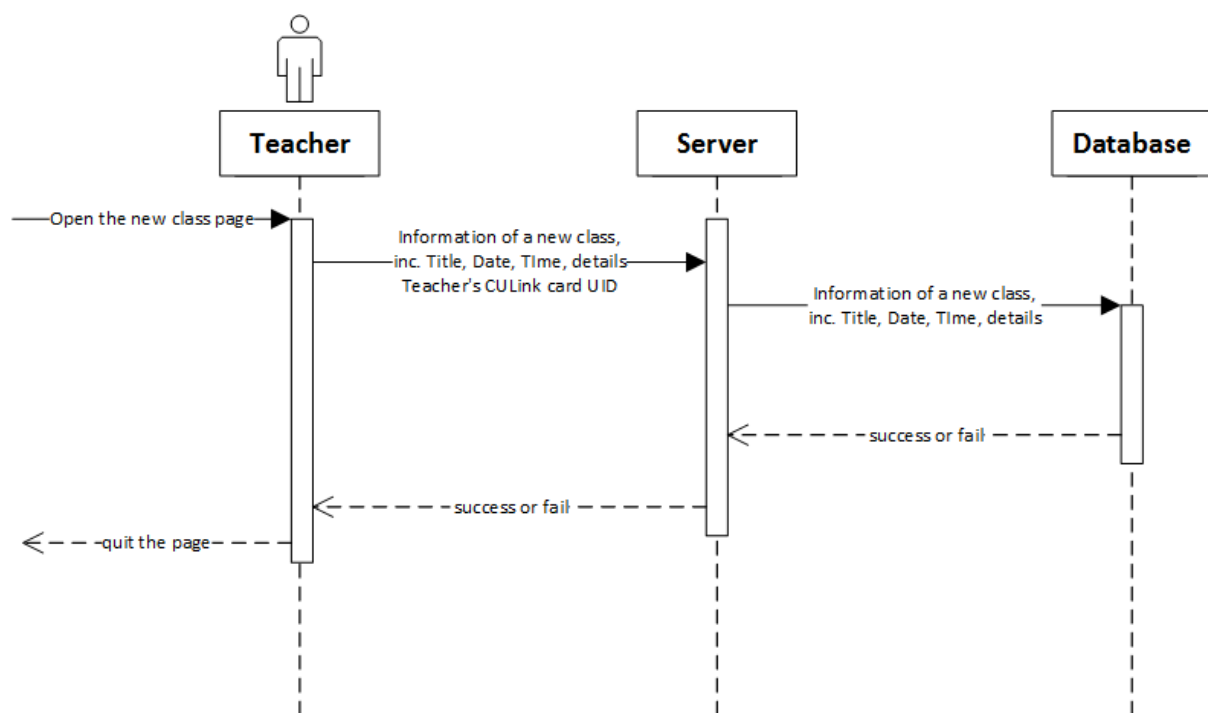 Teacher
Server
Database
Open the new class page
Information of a new class,
inc. Title, Date, TIme, details
Teacher's CULink card UID
Information of a new class,
inc. Title, Date, TIme, details
success or fail
success or fail
quit the page